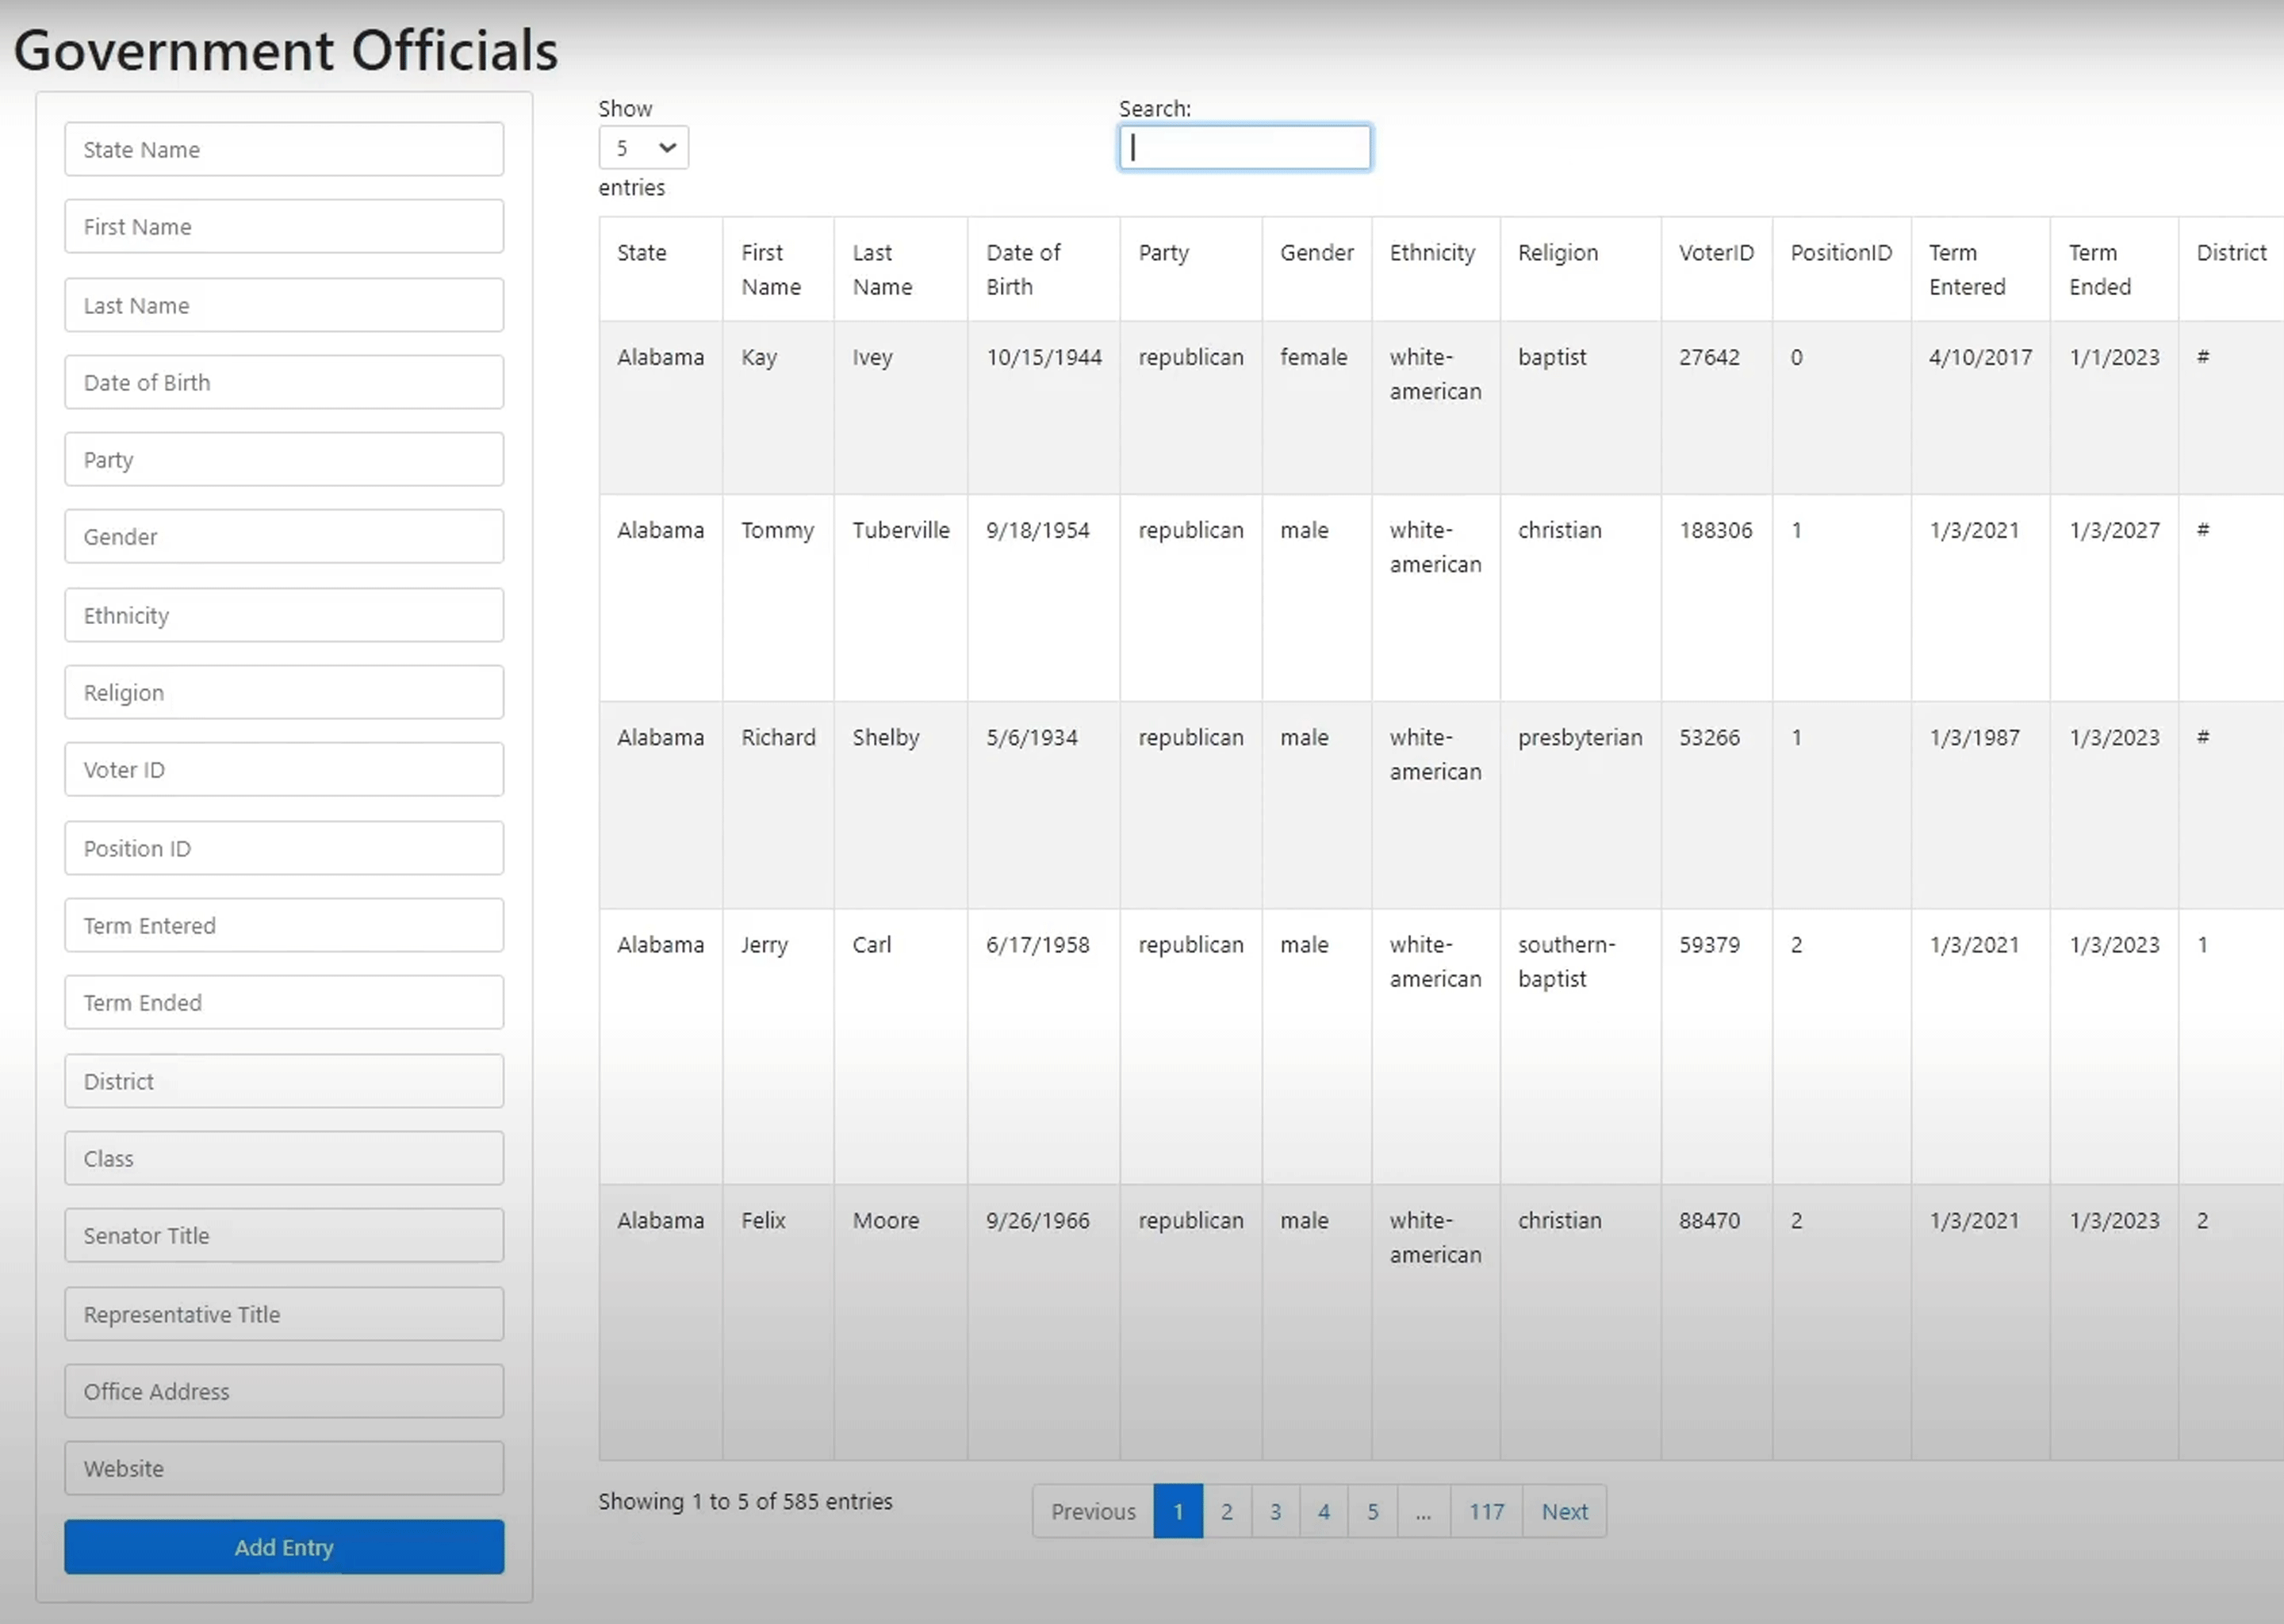 Government Officials
State Name
First Name
Last Name
Date of Birth
Party
Gender
Ethnicity
Religion
Voter ID
Position ID
Term Entered
Term Ended
District
Class
Senator Title
Representative Title
Office Address
Website
Add Entry
Show
5
entries
Search:
State First Name Last Name Date of Birth Party Gender Ethnicity Religion VoterID PositionID Term Entered Term Ended District
Alabama Kay Ivey 10/15/1944 republican female white-american baptist 27642 0 4/10/2017 1/1/2023 #
Alabama Tommy Tuberville 9/18/1954 republican male white-american christian 188306 1 1/3/2021 1/3/2027 #
Alabama Richard Shelby 5/6/1934 republican male white-american presbyterian 53266 1 1/3/1987 1/3/2023 #
Alabama Jerry Carl 6/17/1958 republican male white-american southern-baptist 59379 2 1/3/2021 1/3/2023 1
Alabama Felix Moore 9/26/1966 republican male white-american christian 88470 2 1/3/2021 1/3/2023 2
Showing 1 to 5 of 585 entries
Previous 1 2 3 4 5 ... 117 Next